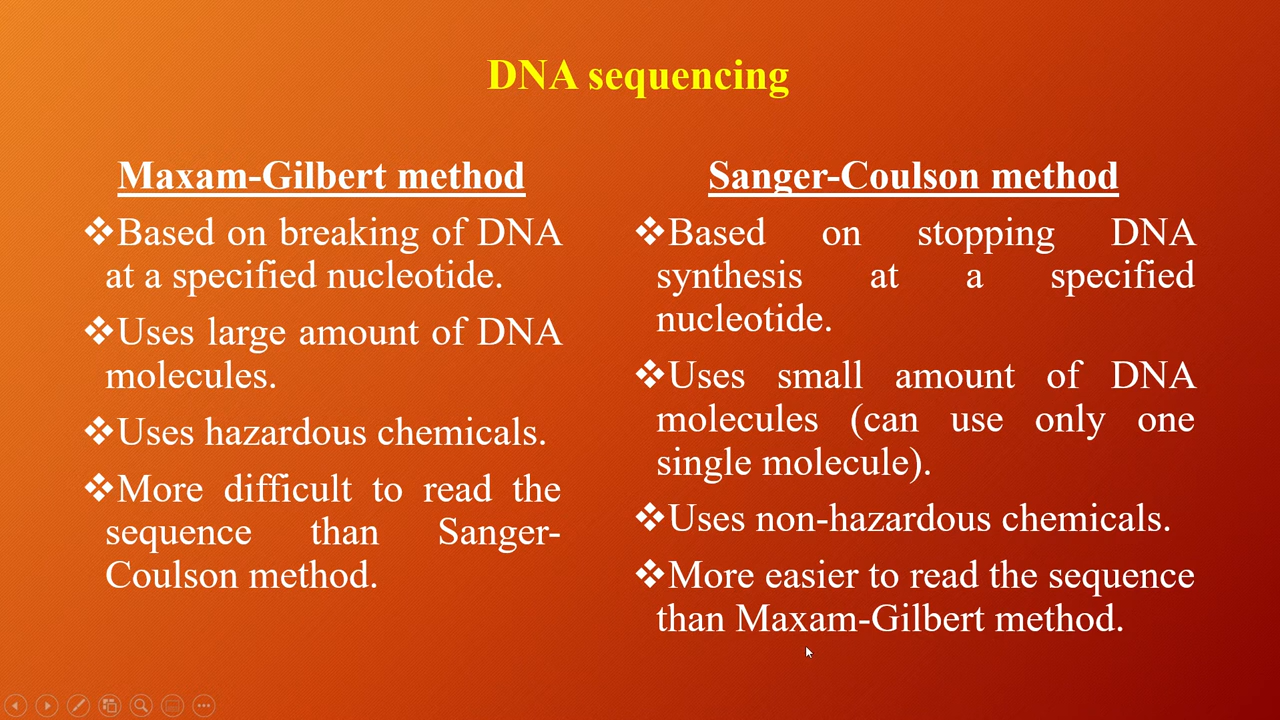 DNA sequencing
Maxam-Gilbert method
❖Based on breaking of DNA
at a specified nucleotide.
❖Uses large amount of DNA
molecules.
❖Uses hazardous chemicals.
❖More difficult to read the
sequence than Sanger-
Coulson method.
Sanger-Coulson method
❖Based on stopping DNA
synthesis at a specified
nucleotide.
❖Uses small amount of DNA
molecules (can use only one
single molecule).
❖Uses non-hazardous chemicals.
❖More easier to read the sequence
than Maxam-Gilbert method.